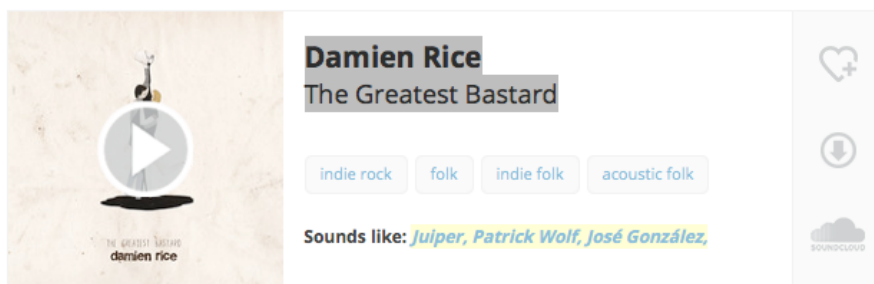 Damien Rice
The Greatest Bastard
indie rock
folk
indie folk
acoustic folk
Sounds like: Juiper, Patrick Wolf, José González,
THE GREATEST BASTARD
damien rice
SOUNDCLOUD